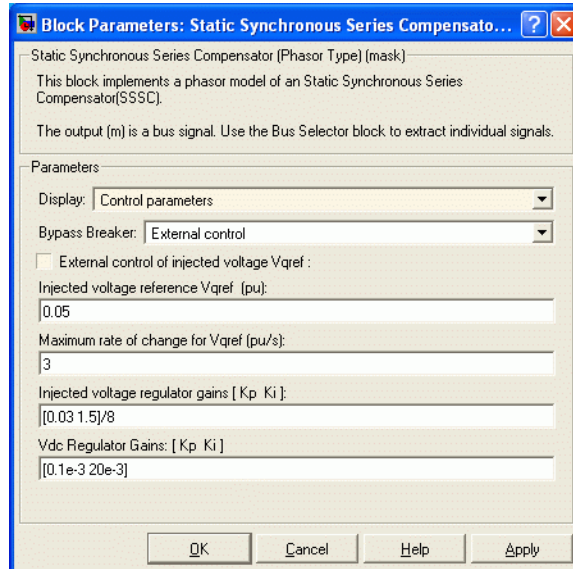 Block Parameters: Static Synchronous Series Compensato...
Static Synchronous Series Compensator (Phasor Type) (mask)
This block implements a phasor model of an Static Synchronous Series
Compensator(SSSC).
The output (m) is a bus signal. Use the Bus Selector block to extract individual signals.
Parameters
Display: Control parameters
Bypass Breaker: External control
External control of injected voltage Vqref :
Injected voltage reference Vqref (pu):
0.05
Maximum rate of change for Vqref (pu/s):
3
Injected voltage regulator gains [ Kp Ki ]:
[0.03 1.5]/8
Vdc Regulator Gains: [ Kp Ki ]
[0.1e-3 20e-3]
OK Cancel Help Apply